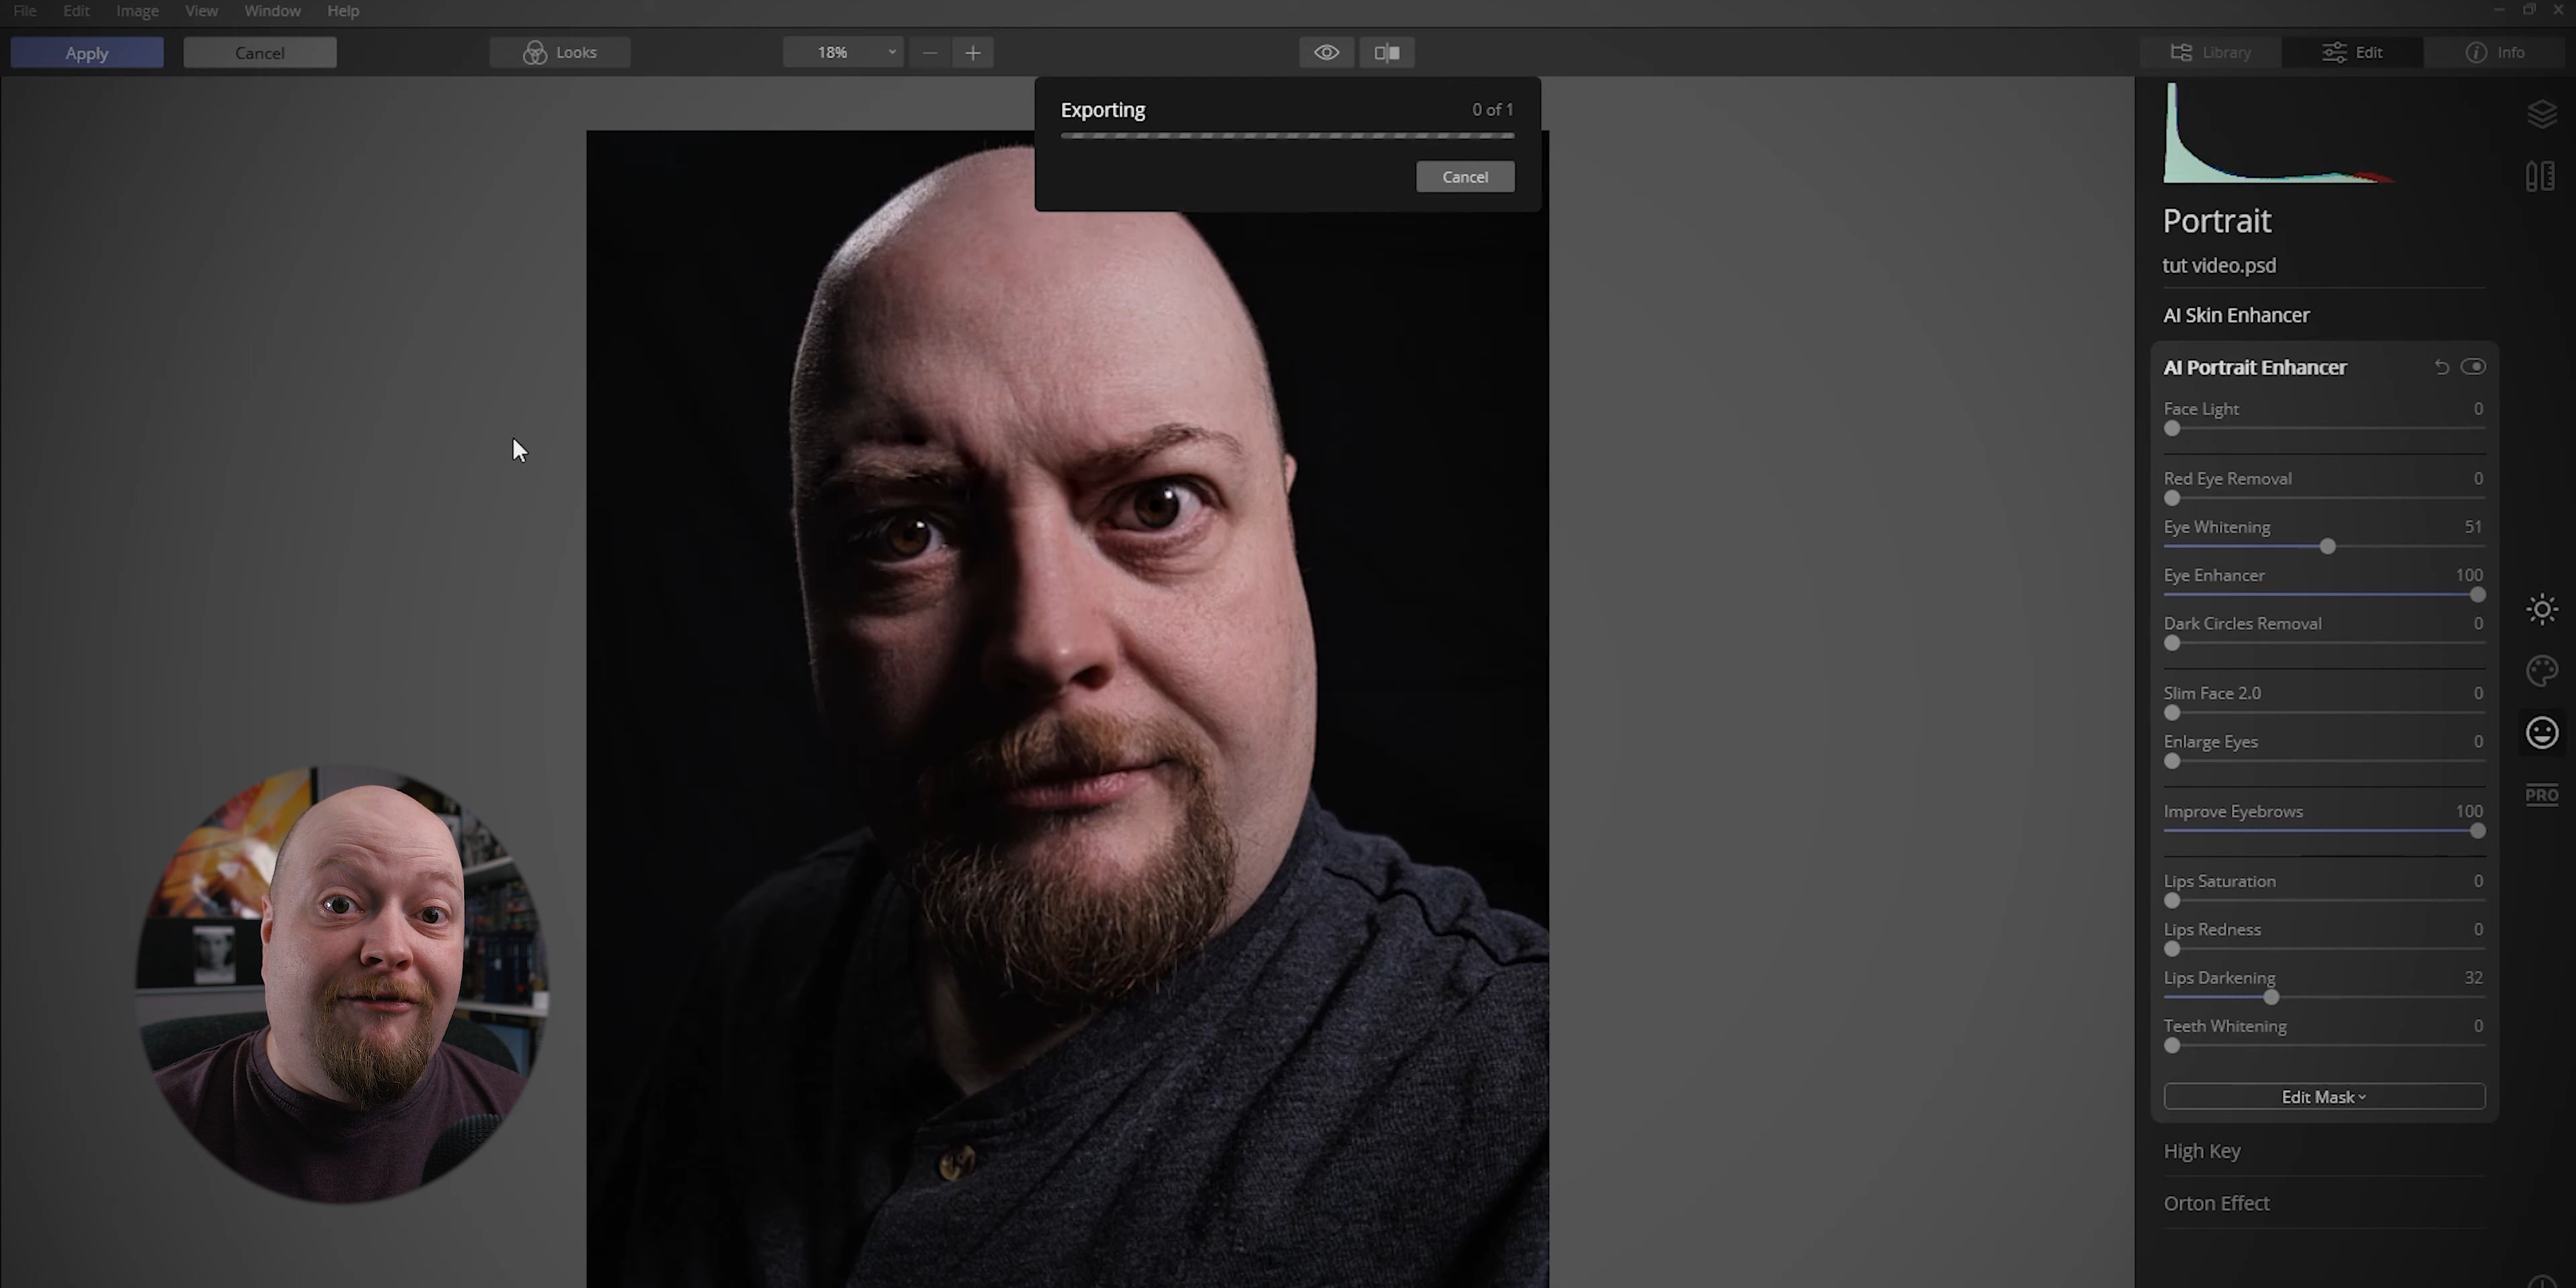 File Edit Image View Window Help
Apply Cancel Looks 18% Library Edit Info
Exporting 0 of 1
Cancel
Portrait
tut video.psd
AI Skin Enhancer
AI Portrait Enhancer
Face Light 0
Red Eye Removal 0
Eye Whitening 51
Eye Enhancer 100
Dark Circles Removal 0
Slim Face 2.0 0
Enlarge Eyes 0
PRO
Improve Eyebrows 100
Lips Saturation 0
Lips Redness 0
Lips Darkening 32
Teeth Whitening 0
Edit Mask
High Key
Orton Effect